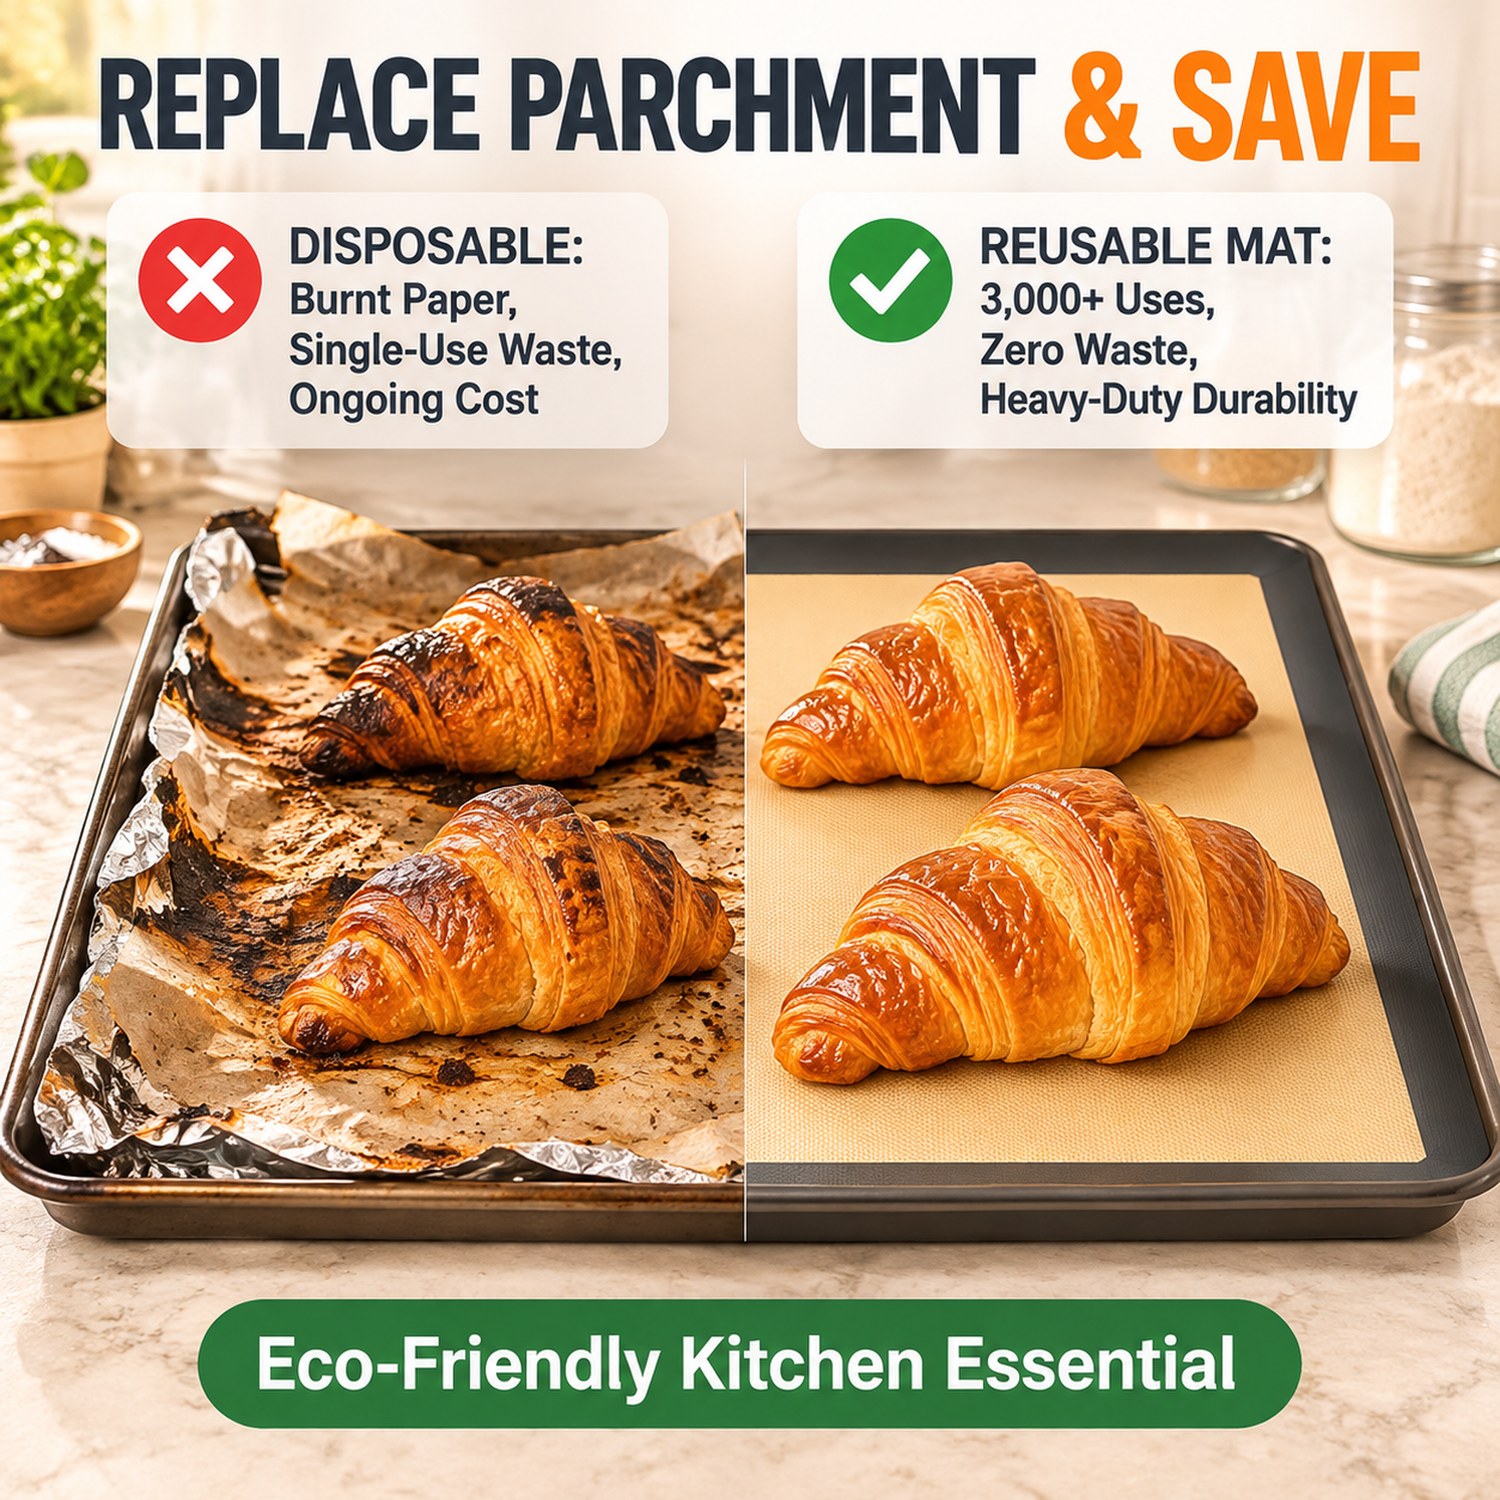 REPLACE PARCHMENT & SAVE
DISPOSABLE:
Burnt Paper,
Single-Use Waste,
Ongoing Cost
REUSABLE MAT:
3,000+ Uses,
Zero Waste,
Heavy-Duty Durability
Eco-Friendly Kitchen Essential